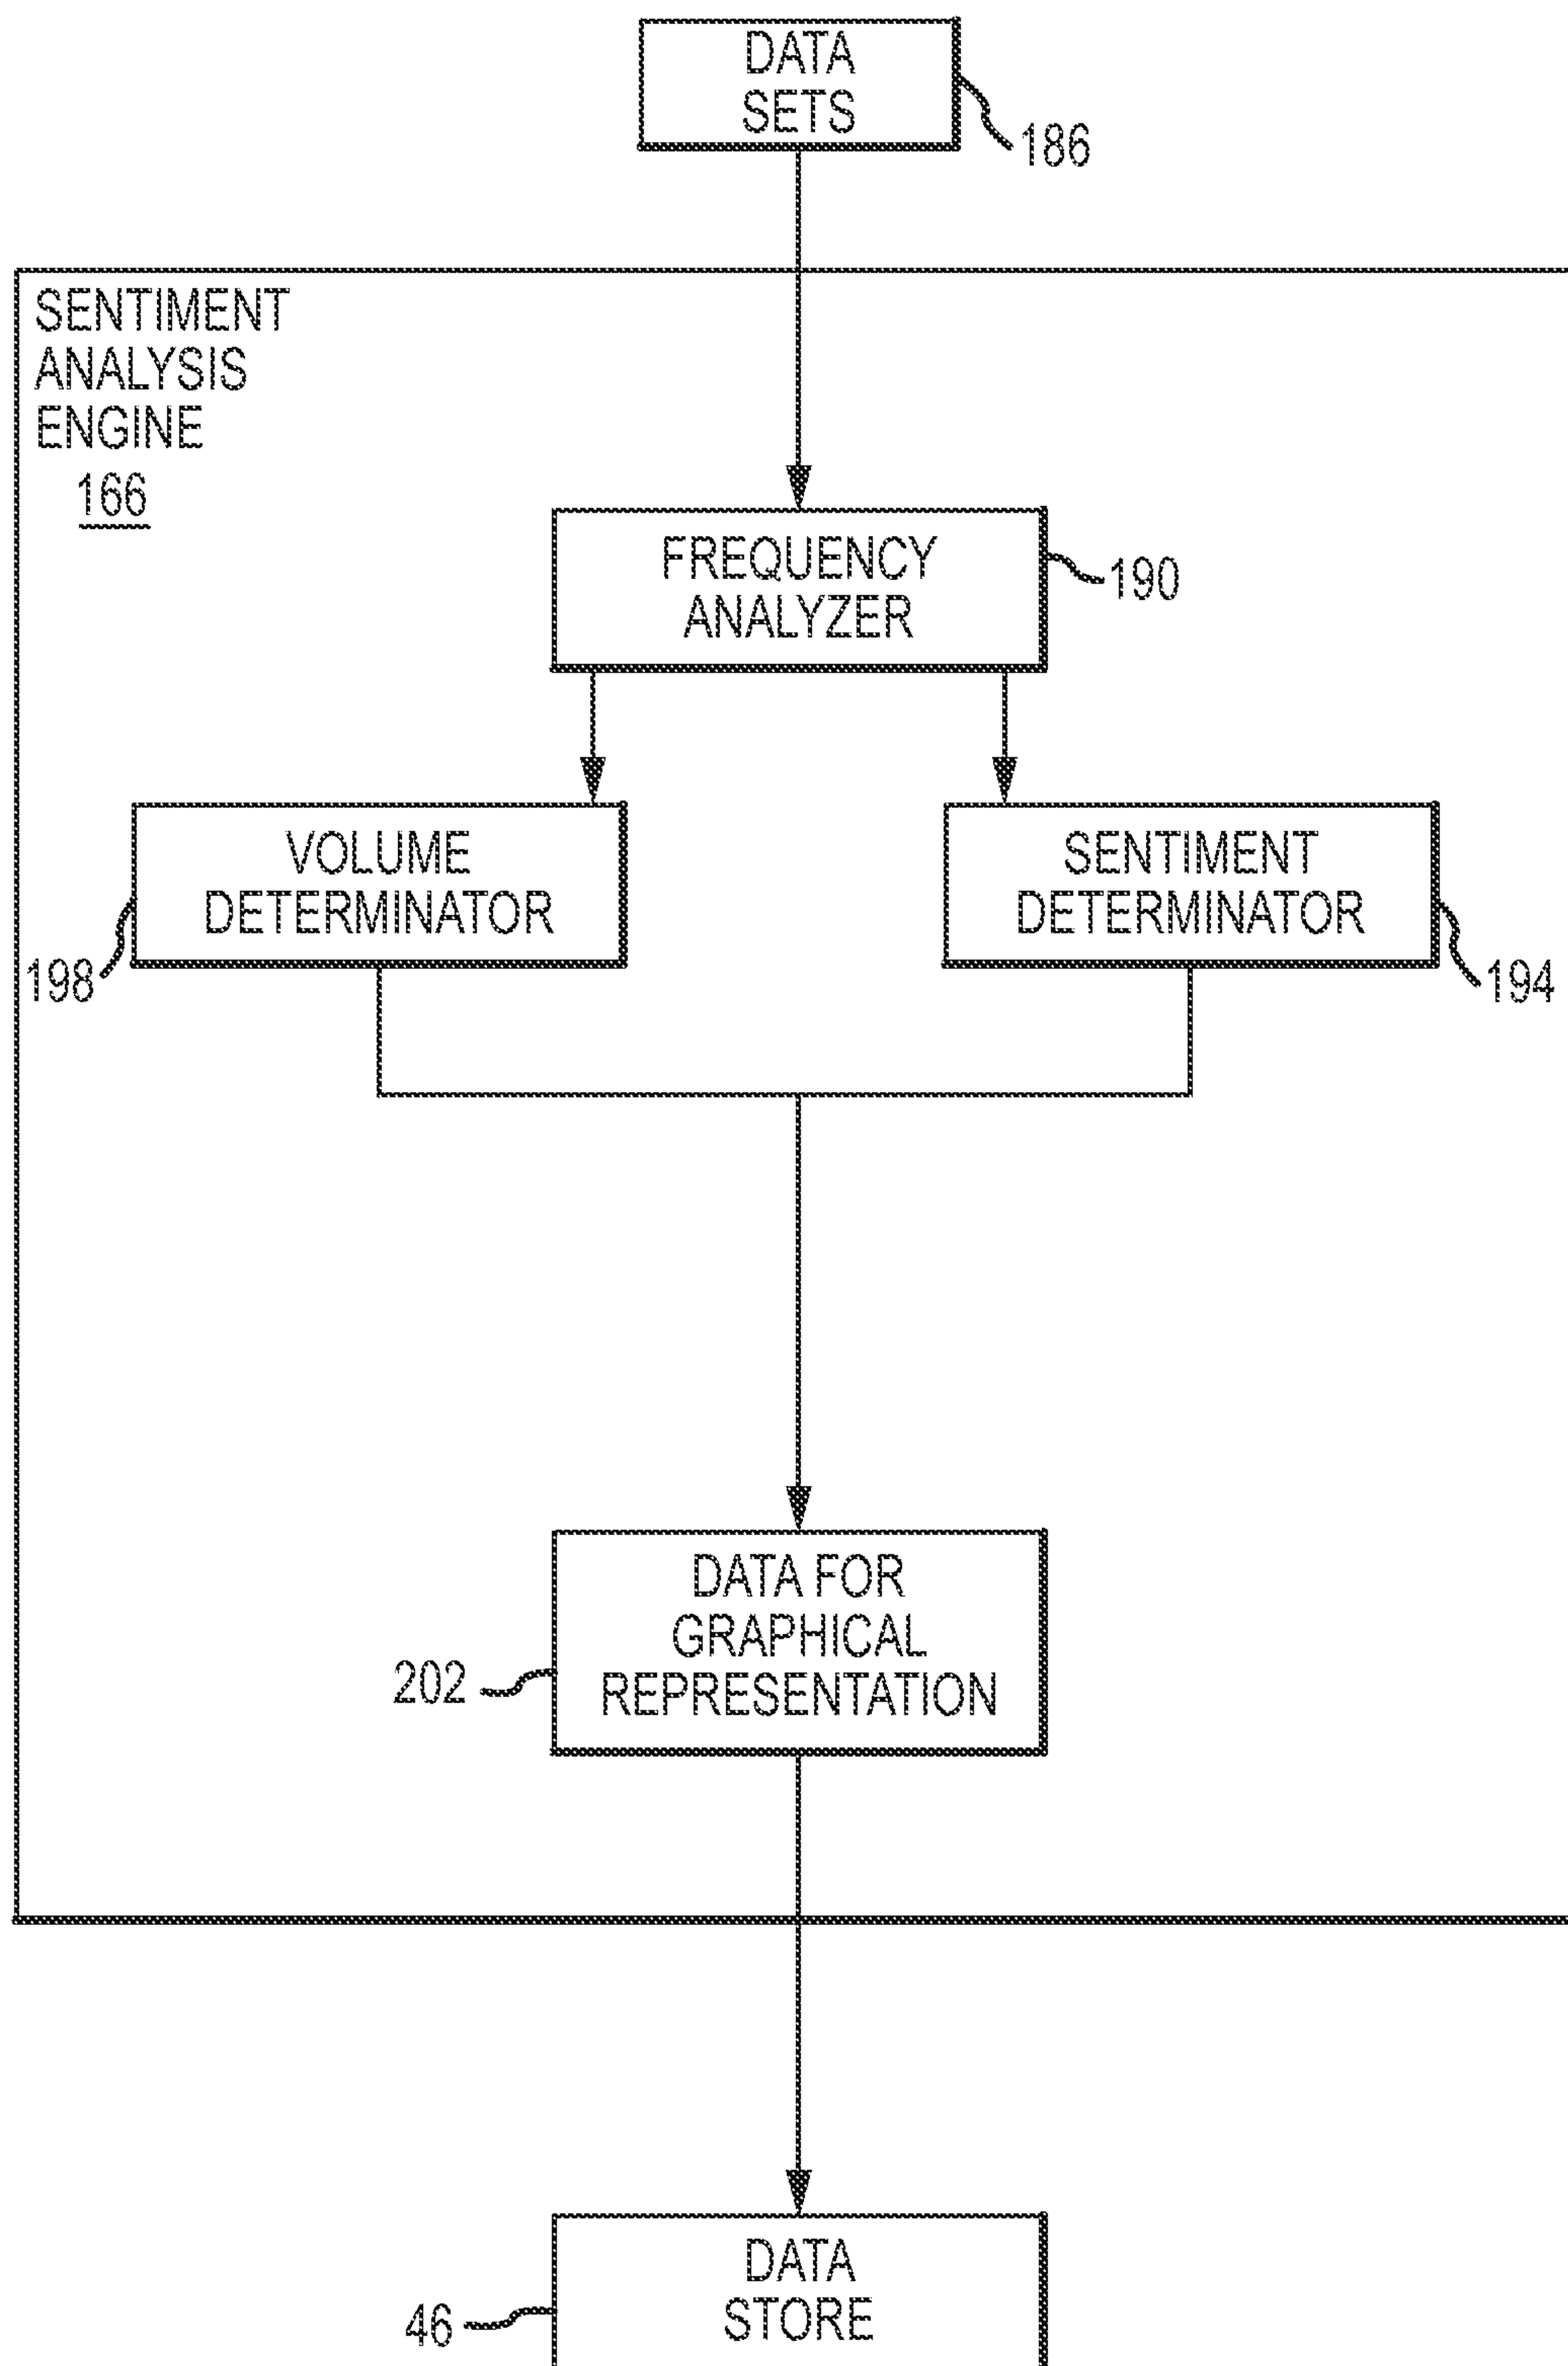 DATA
SETS
186
SENTIMENT
ANALYSIS
ENGINE
166
FREQUENCY
ANALYZER
190
VOLUME
DETERMINATOR
198
SENTIMENT
DETERMINATOR
194
DATA FOR
GRAPHICAL
REPRESENTATION
202
DATA
STORE
46